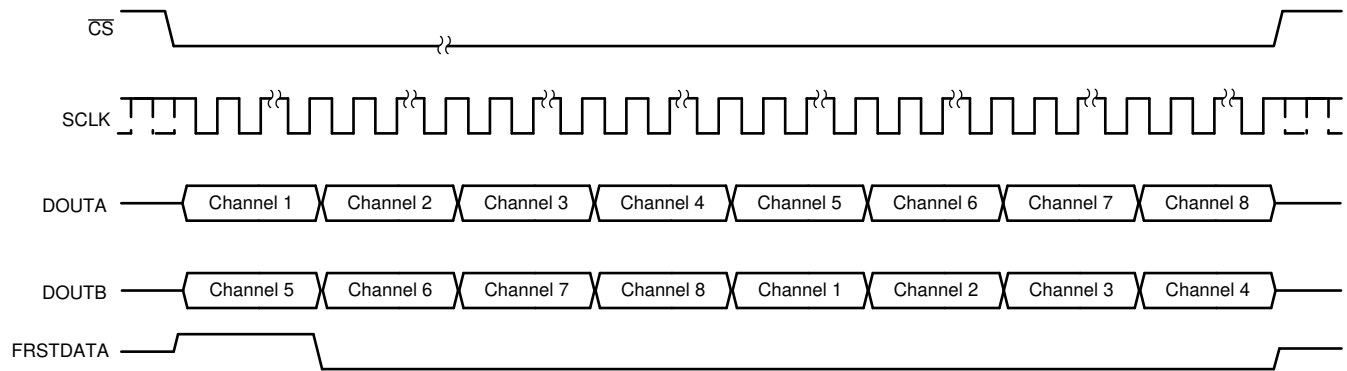 C̅S̅
SCLK
DOUTA Channel 1 Channel 2 Channel 3 Channel 4 Channel 5 Channel 6 Channel 7 Channel 8
DOUTB Channel 5 Channel 6 Channel 7 Channel 8 Channel 1 Channel 2 Channel 3 Channel 4
FRSTDATA